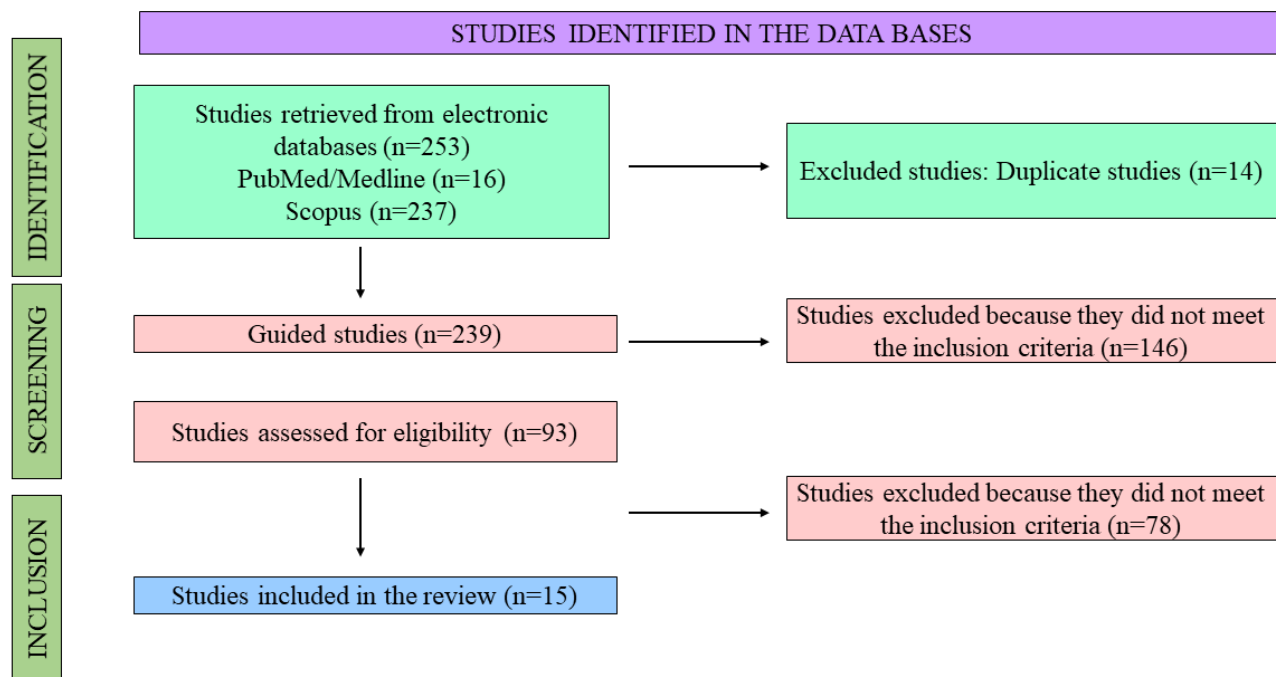 STUDIES IDENTIFIED IN THE DATA BASES
IDENTIFICATION
Studies retrieved from electronic
databases (n=253)
PubMed/Medline (n=16)
Scopus (n=237)
Excluded studies: Duplicate studies (n=14)
SCREENING
Guided studies (n=239)
Studies excluded because they did not meet
the inclusion criteria (n=146)
Studies assessed for eligibility (n=93)
Studies excluded because they did not meet
the inclusion criteria (n=78)
INCLUSION
Studies included in the review (n=15)